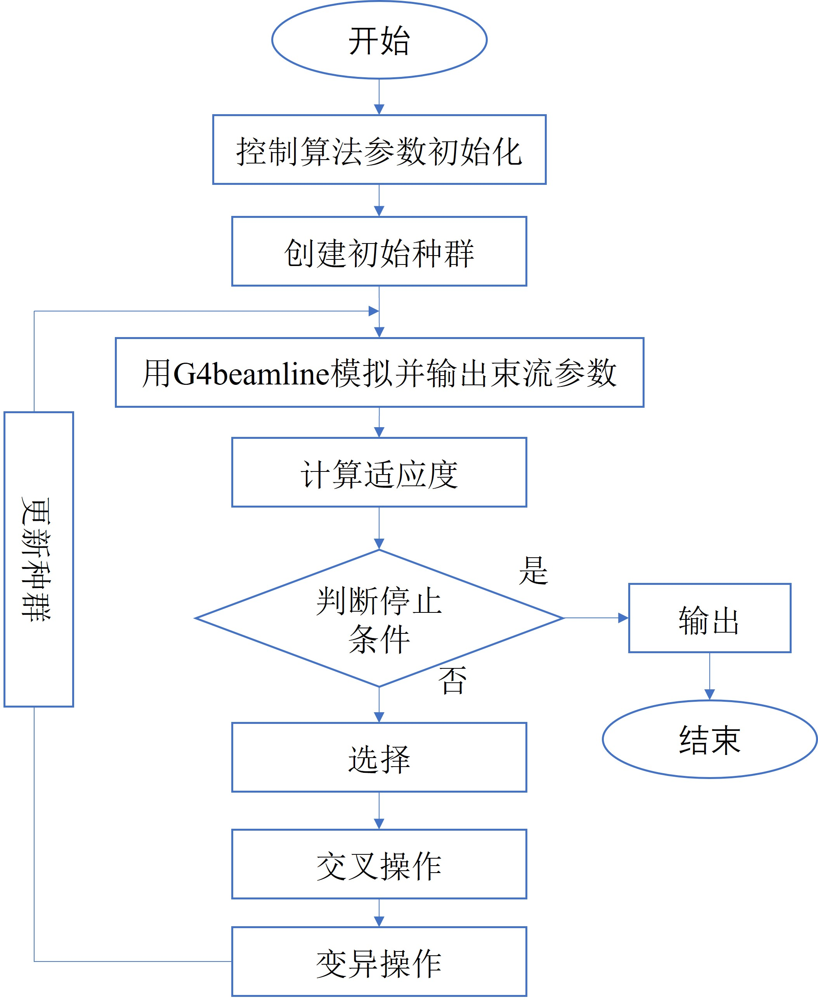 开始
控制算法参数初始化
创建初始种群
用G4beamline模拟并输出束流参数
计算适应度
更新种群
判断停止
条件
是
否
输出
结束
选择
交叉操作
变异操作